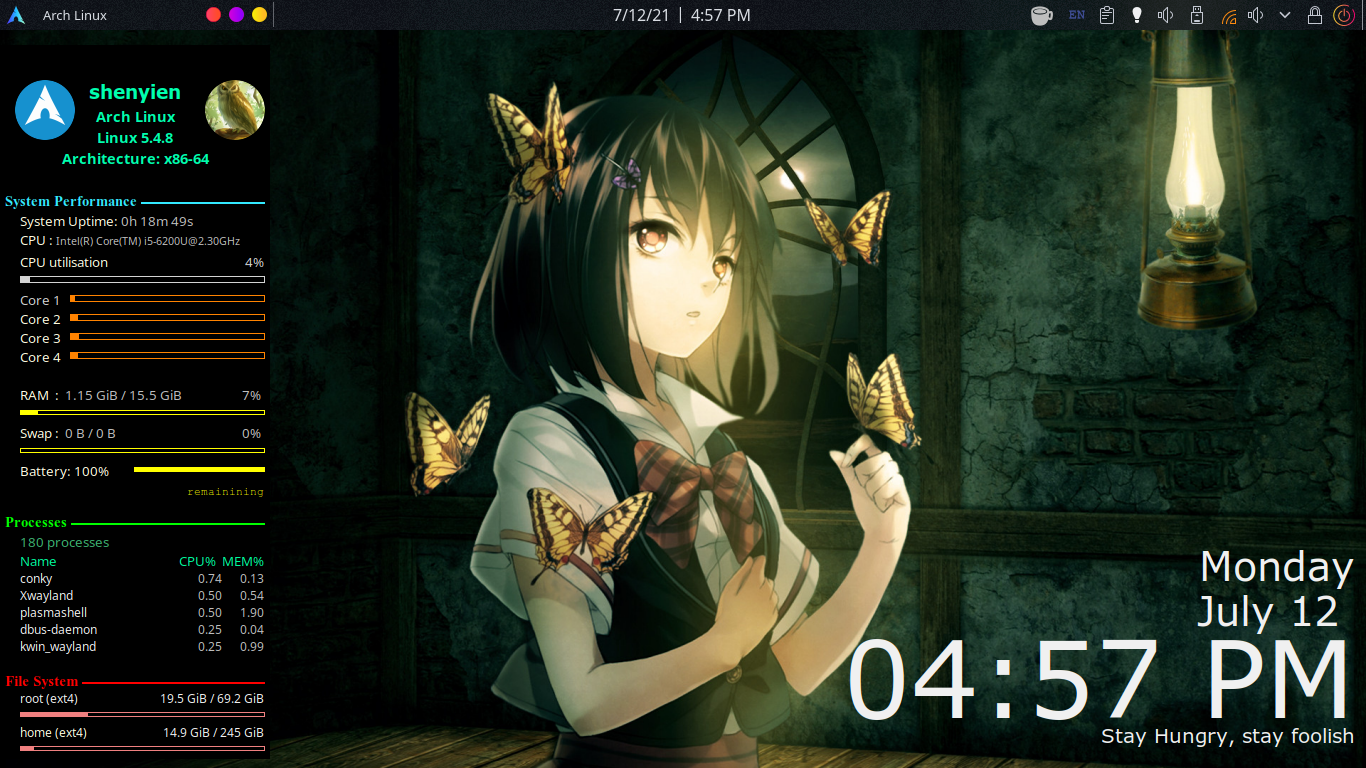 Arch Linux
7/12/21 | 4:57 PM
EN
shenyien
Arch Linux
Linux 5.4.8
Architecture: x86-64
System Performance
System Uptime: 0h 18m 49s
CPU : Intel(R) Core(TM) i5-6200U@2.30GHz
CPU utilisation 4%
Core 1
Core 2
Core 3
Core 4
RAM : 1.15 GiB / 15.5 GiB 7%
Swap : 0 B / 0 B 0%
Battery: 100%
remainining
Processes
180 processes
Name CPU% MEM%
conky 0.74 0.13
Xwayland 0.50 0.54
plasmashell 0.50 1.90
dbus-daemon 0.25 0.04
kwin_wayland 0.25 0.99
File System
root (ext4) 19.5 GiB / 69.2 GiB
home (ext4) 14.9 GiB / 245 GiB
Monday
July 12
04:57 PM
Stay Hungry, stay foolish